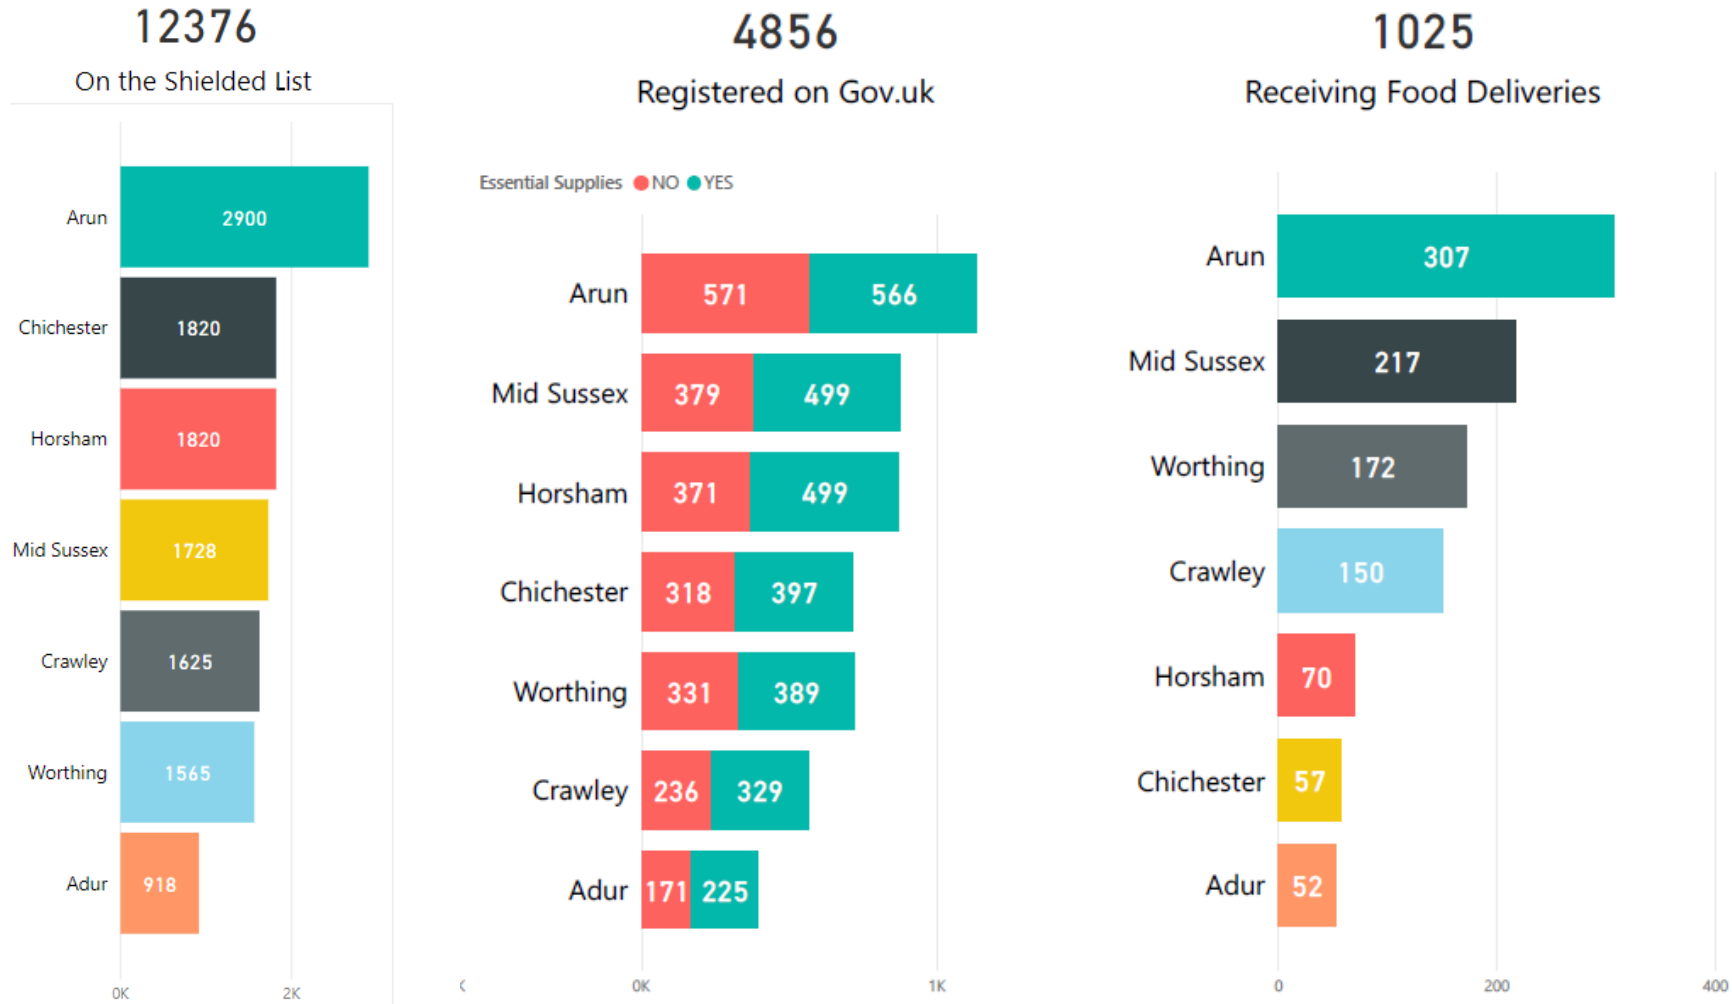 12376
On the Shielded List
Arun
2900
Chichester
1820
Horsham
1820
Mid Sussex
1728
Crawley
1625
Worthing
1565
Adur
918
0K
2K
4856
Registered on Gov.uk
Essential Supplies NO YES
Arun
571
566
Mid Sussex
379
499
Horsham
371
499
Chichester
318
397
Worthing
331
389
Crawley
236
329
Adur
171
225
0K
1K
1025
Receiving Food Deliveries
Arun
307
Mid Sussex
217
Worthing
172
Crawley
150
Horsham
70
Chichester
57
Adur
52
0
200
400